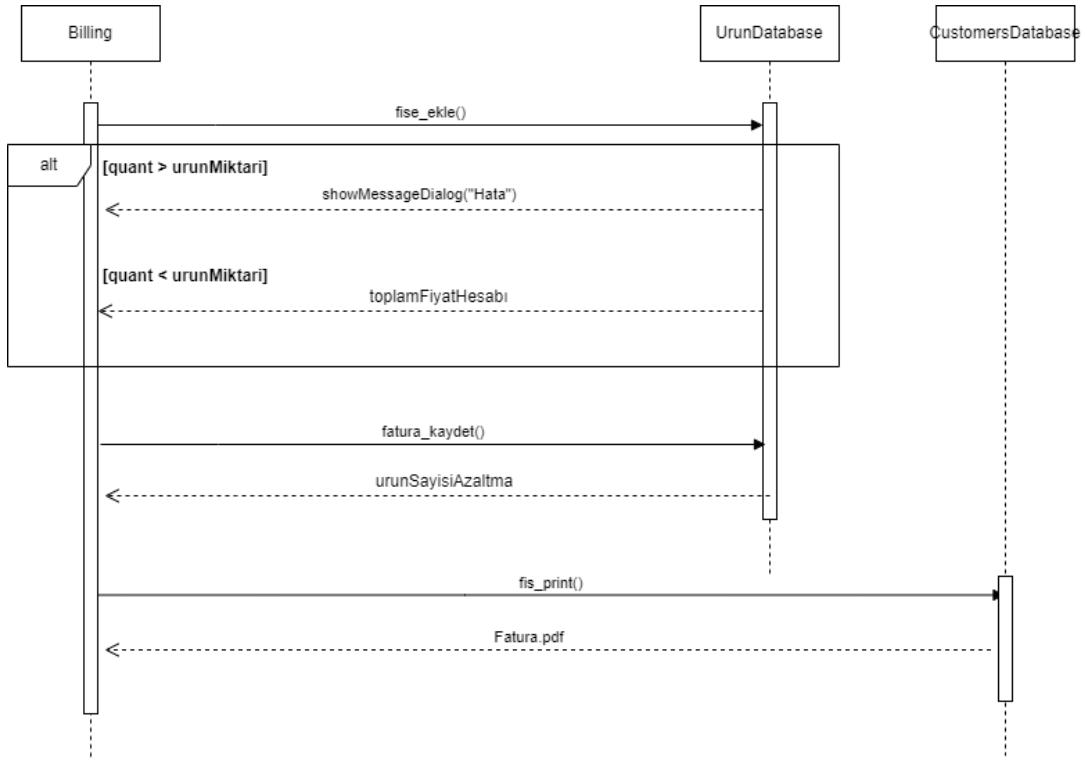 Billing
UrunDatabase
CustomersDatabase
fise_ekle()
alt
[quant > urunMiktari]
showMessageDialog("Hata")
[quant < urunMiktari]
toplamFiyatHesabı
fatura_kaydet()
urunSayisiAzaltma
fis_print()
Fatura.pdf